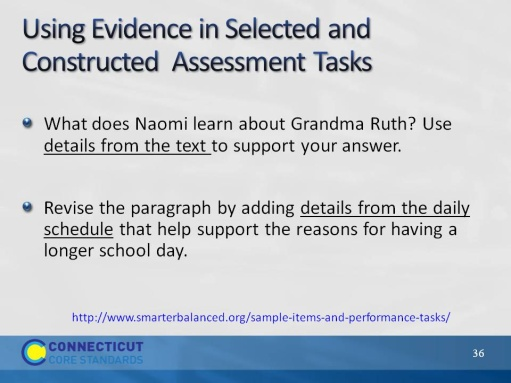 Using Evidence in Selected and
Constructed Assessment Tasks
What does Naomi learn about Grandma Ruth? Use
details from the text to support your answer.
Revise the paragraph by adding details from the daily
schedule that help support the reasons for having a
longer school day.
http://www.smarterbalanced.org/sample-items-and-performance-tasks/
CONNECTICUT
CORE STANDARDS
36